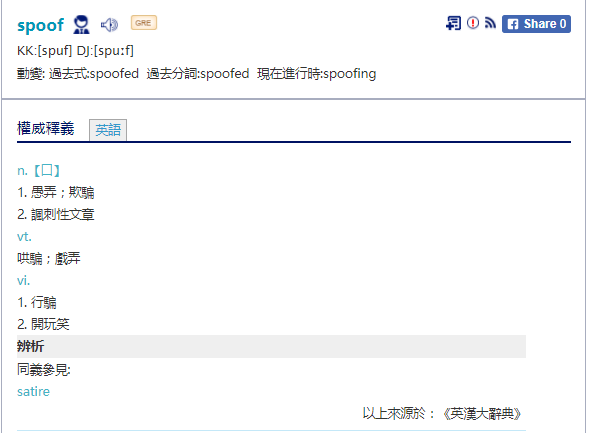 spoof GRE Share 0
KK:[spuf] DJ:[spu:f]
動變: 過去式:spoofed 過去分詞:spoofed 現在進行時:spoofing
權威釋義 英語
n.【口】
1. 愚弄；欺騙
2. 諷刺性文章
vt.
哄騙；戲弄
vi.
1. 行騙
2. 開玩笑
辨析
同義參見:
satire
以上來源於：《英漢大辭典》